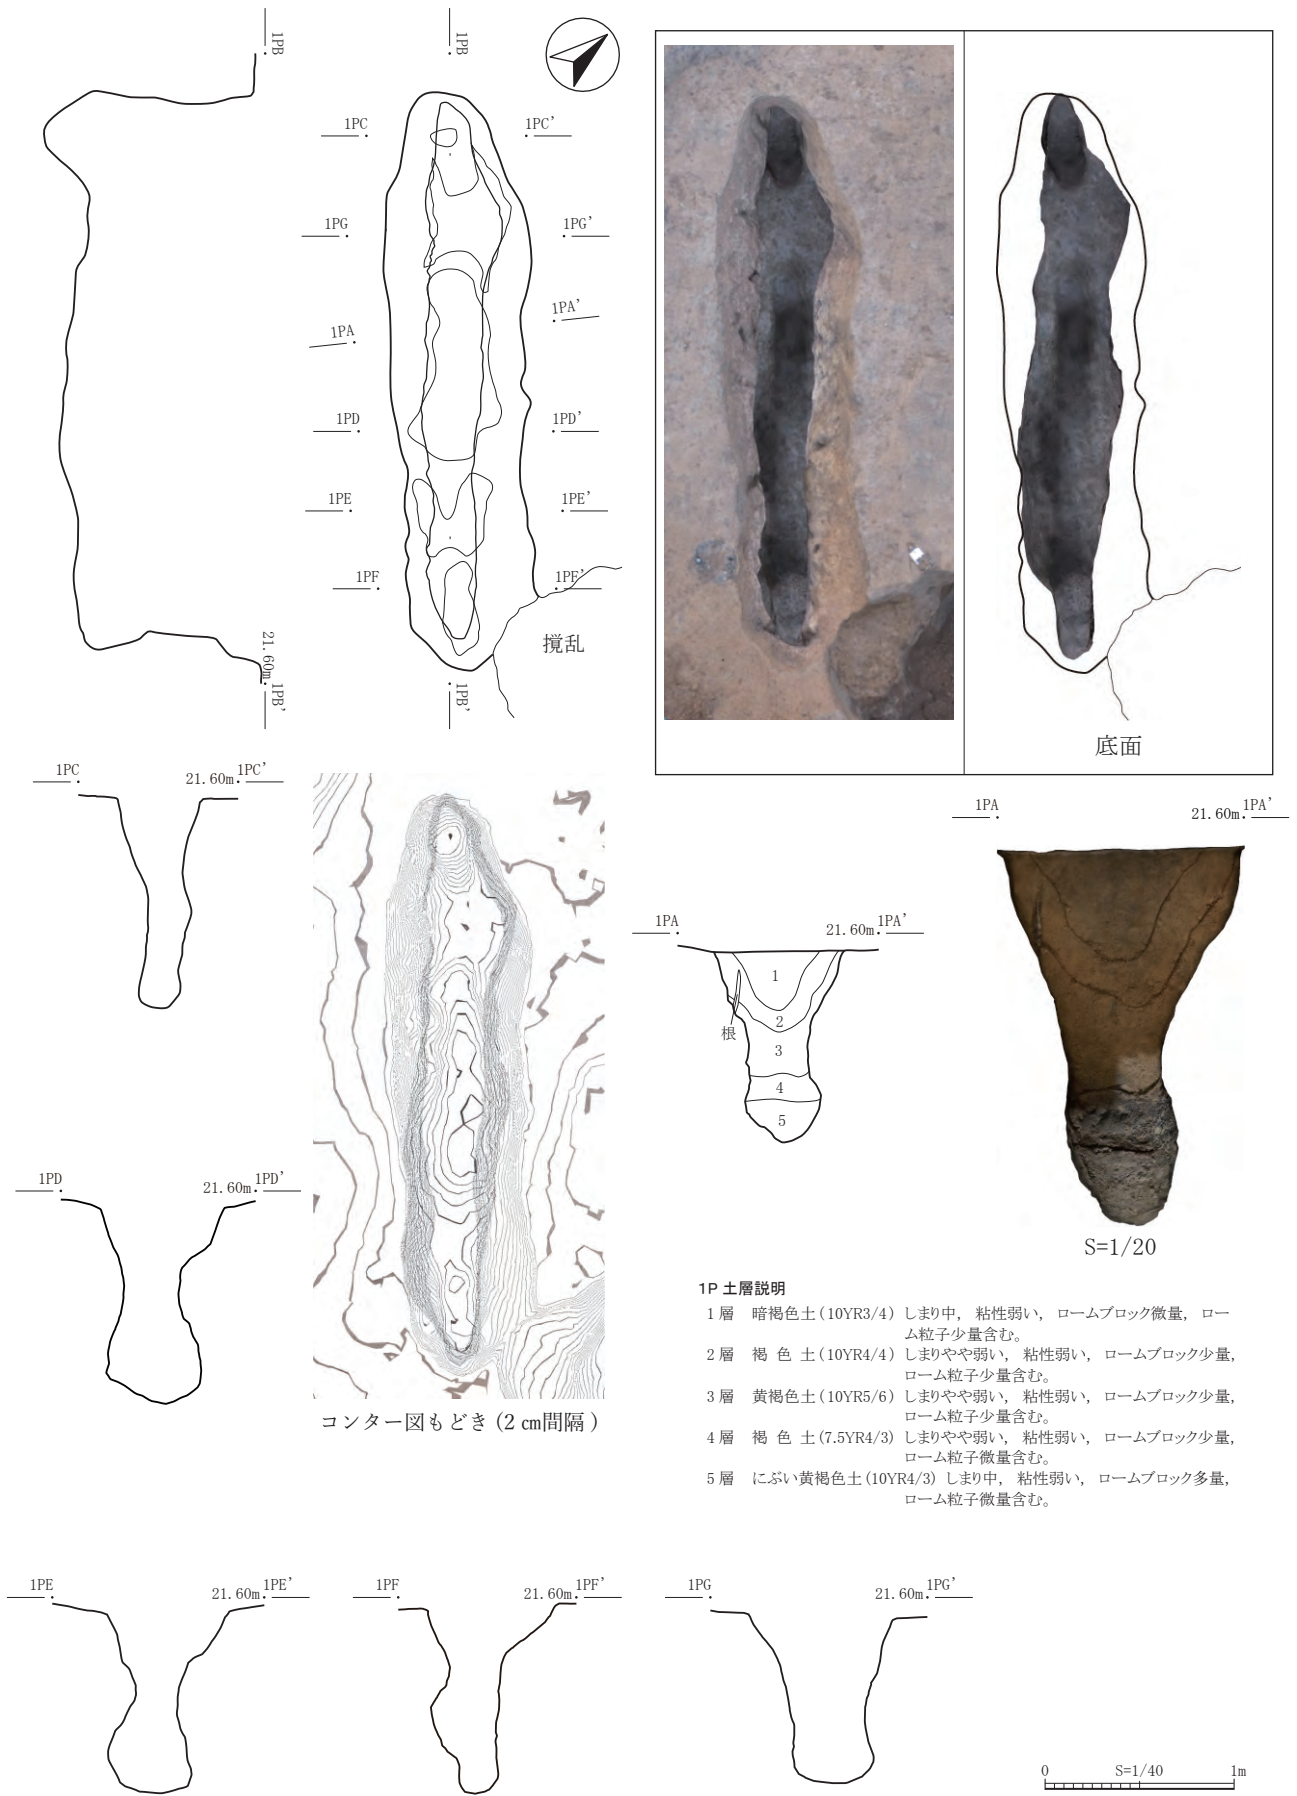 1PB
1PB
1PC
1PC’
1PG
1PG’
1PA
1PA’
1PD
1PD’
1PE
1PE’
1PF
1PF’
撹乱
21.60m
1PB’
1PB’
底面
1PC
21.60m
1PC’
1PA
21.60m
1PA’
1PA
21.60m
1PA’
1
2
根
3
4
5
1PD
21.60m
1PD’
S=1/20
コンター図もどき (2 ㎝間隔 )
1P 土層説明
1 層 暗褐色土(10YR3/4) しまり中, 粘性弱い, ロームブロック微量, ロー
ム粒子少量含む。
2 層 褐 色 土(10YR4/4) しまりやや弱い, 粘性弱い, ロームブロック少量,
ローム粒子少量含む。
3 層 黄褐色土(10YR5/6) しまりやや弱い, 粘性弱い, ロームブロック少量,
ローム粒子少量含む。
4 層 褐 色 土(7.5YR4/3) しまりやや弱い, 粘性弱い, ロームブロック少量,
ローム粒子微量含む。
5 層 にぶい黄褐色土(10YR4/3) しまり中, 粘性弱い, ロームブロック多量,
ローム粒子微量含む。
1PE
21.60m
1PE’
1PF
21.60m
1PF’
1PG
21.60m
1PG’
0 S=1/40 1m